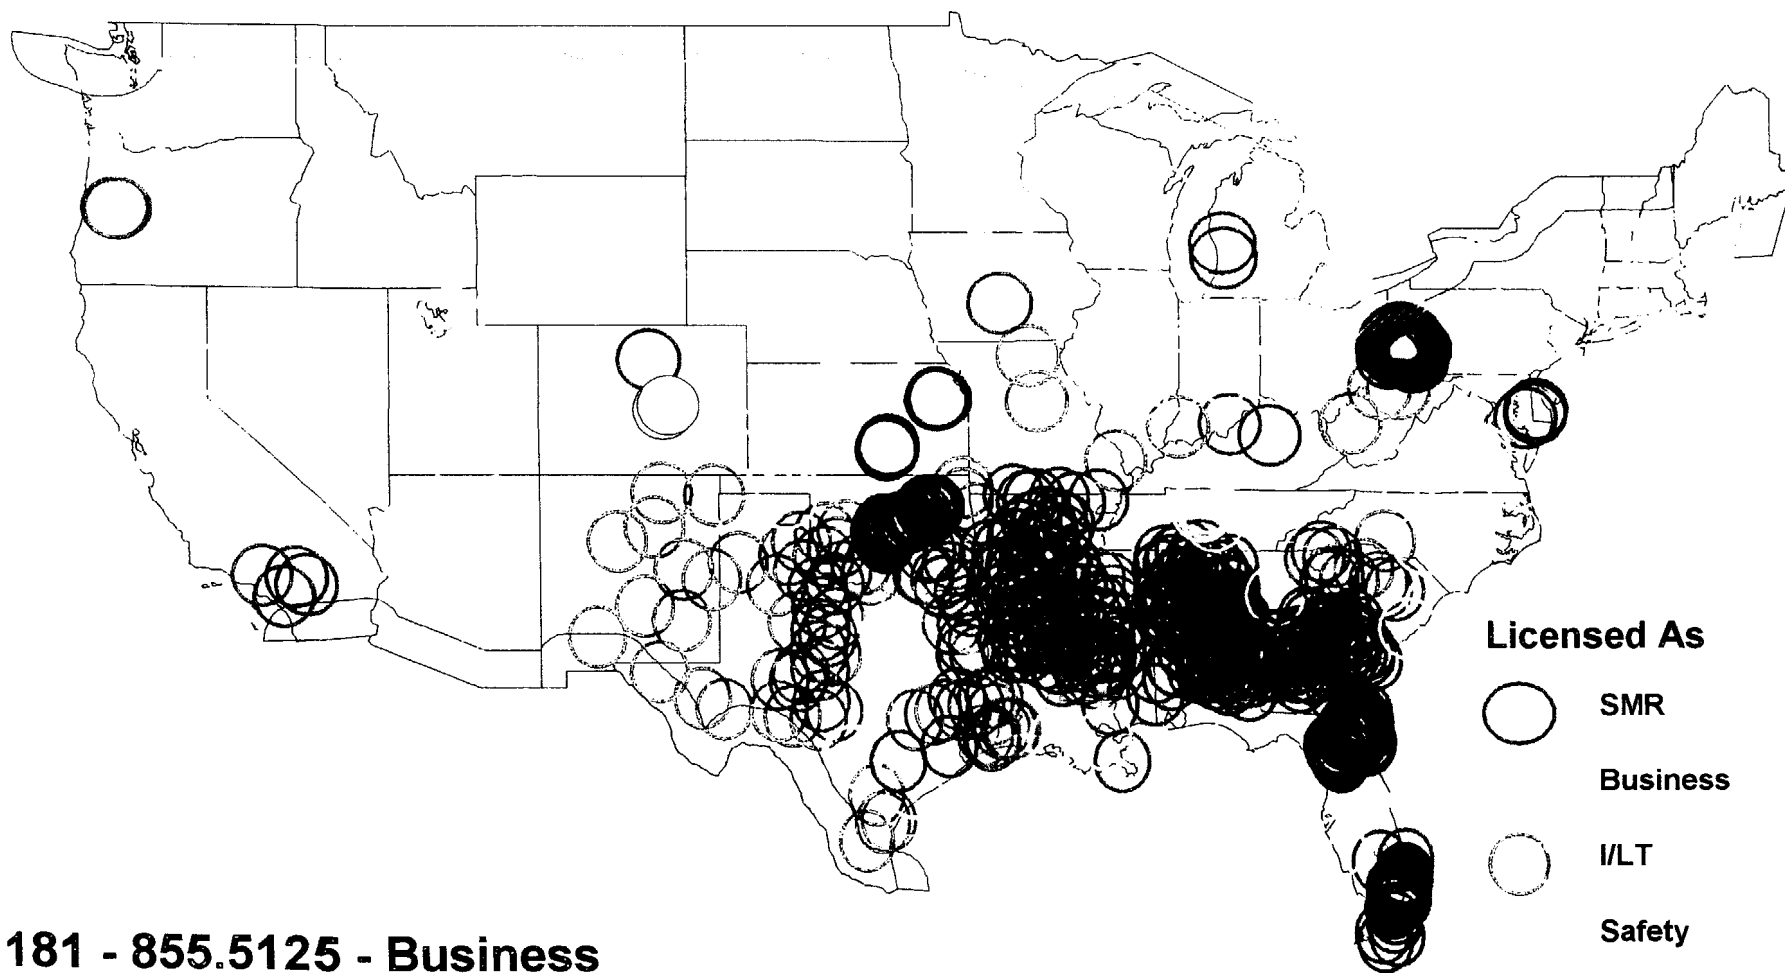 Licensed As
SMR
Business
I/LT
Safety
181 - 855.5125 - Business